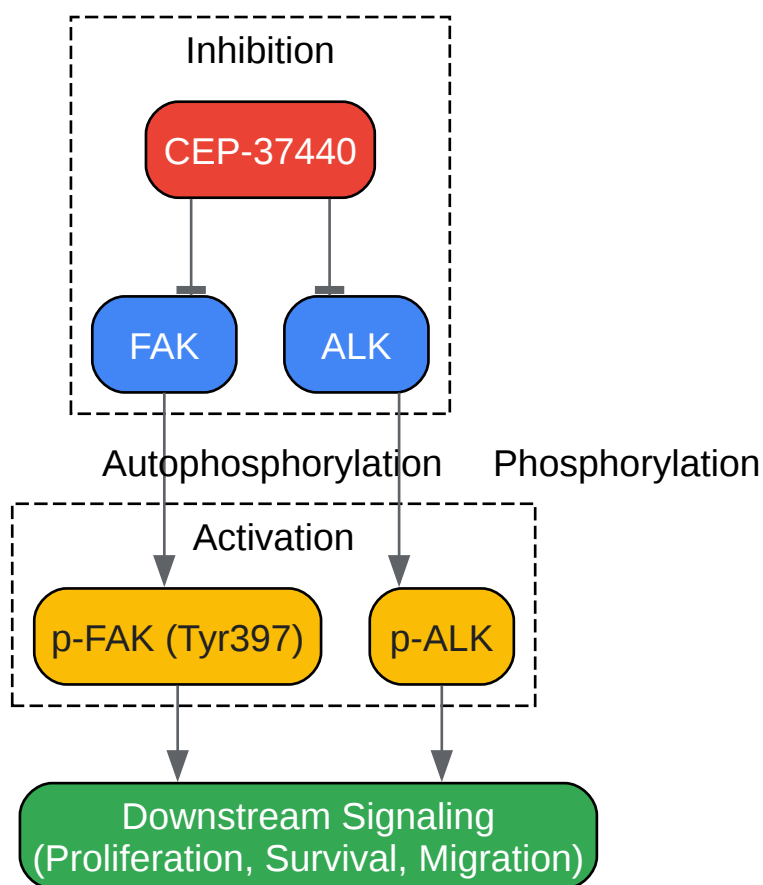 Inhibition
CEP-37440
FAK
ALK
Autophosphorylation
Phosphorylation
Activation
p-FAK (Tyr397)
p-ALK
Downstream Signaling
(Proliferation, Survival, Migration)